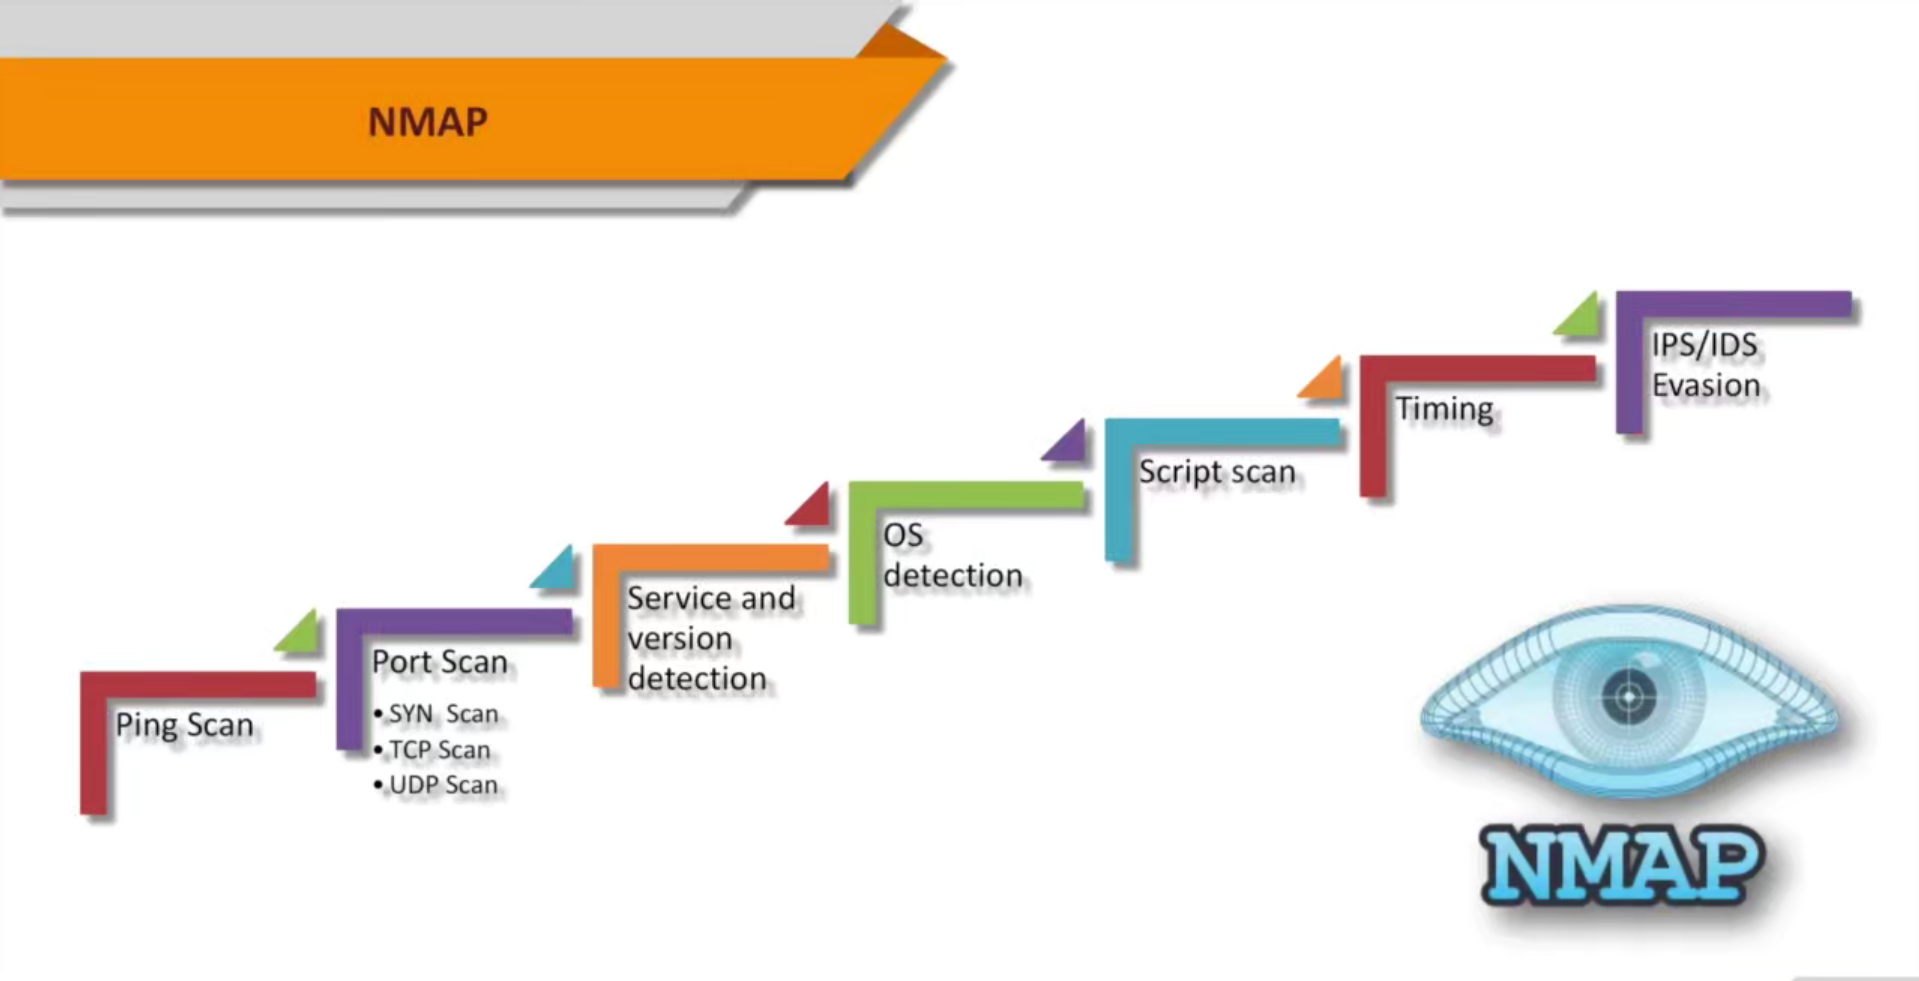 NMAP
Ping Scan
Port Scan
• SYN Scan
• TCP Scan
• UDP Scan
Service and
version
detection
OS
detection
Script scan
Timing
IPS/IDS
Evasion
NMAP